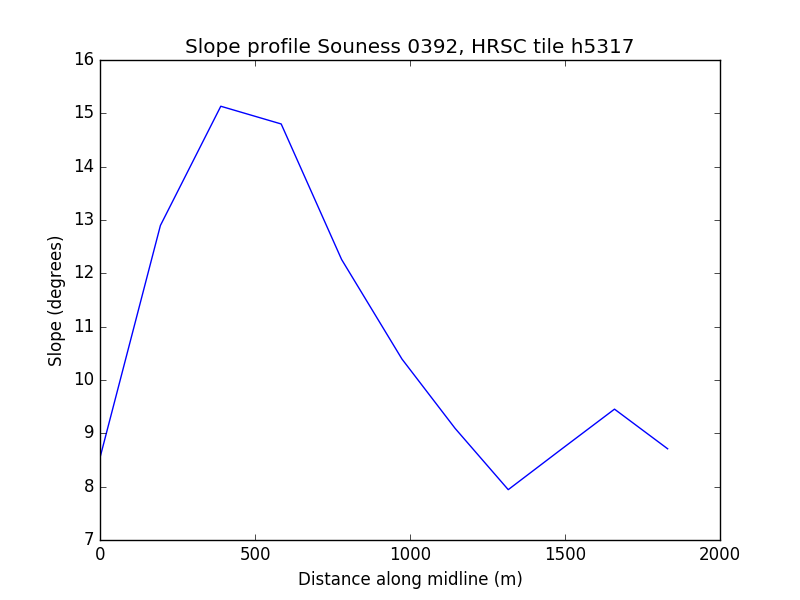 Slope profile Souness 0392, HRSC tile h5317
16
15
14
13
12
11
10
9
8
7
Slope (degrees)
0 500 1000 1500 2000
Distance along midline (m)